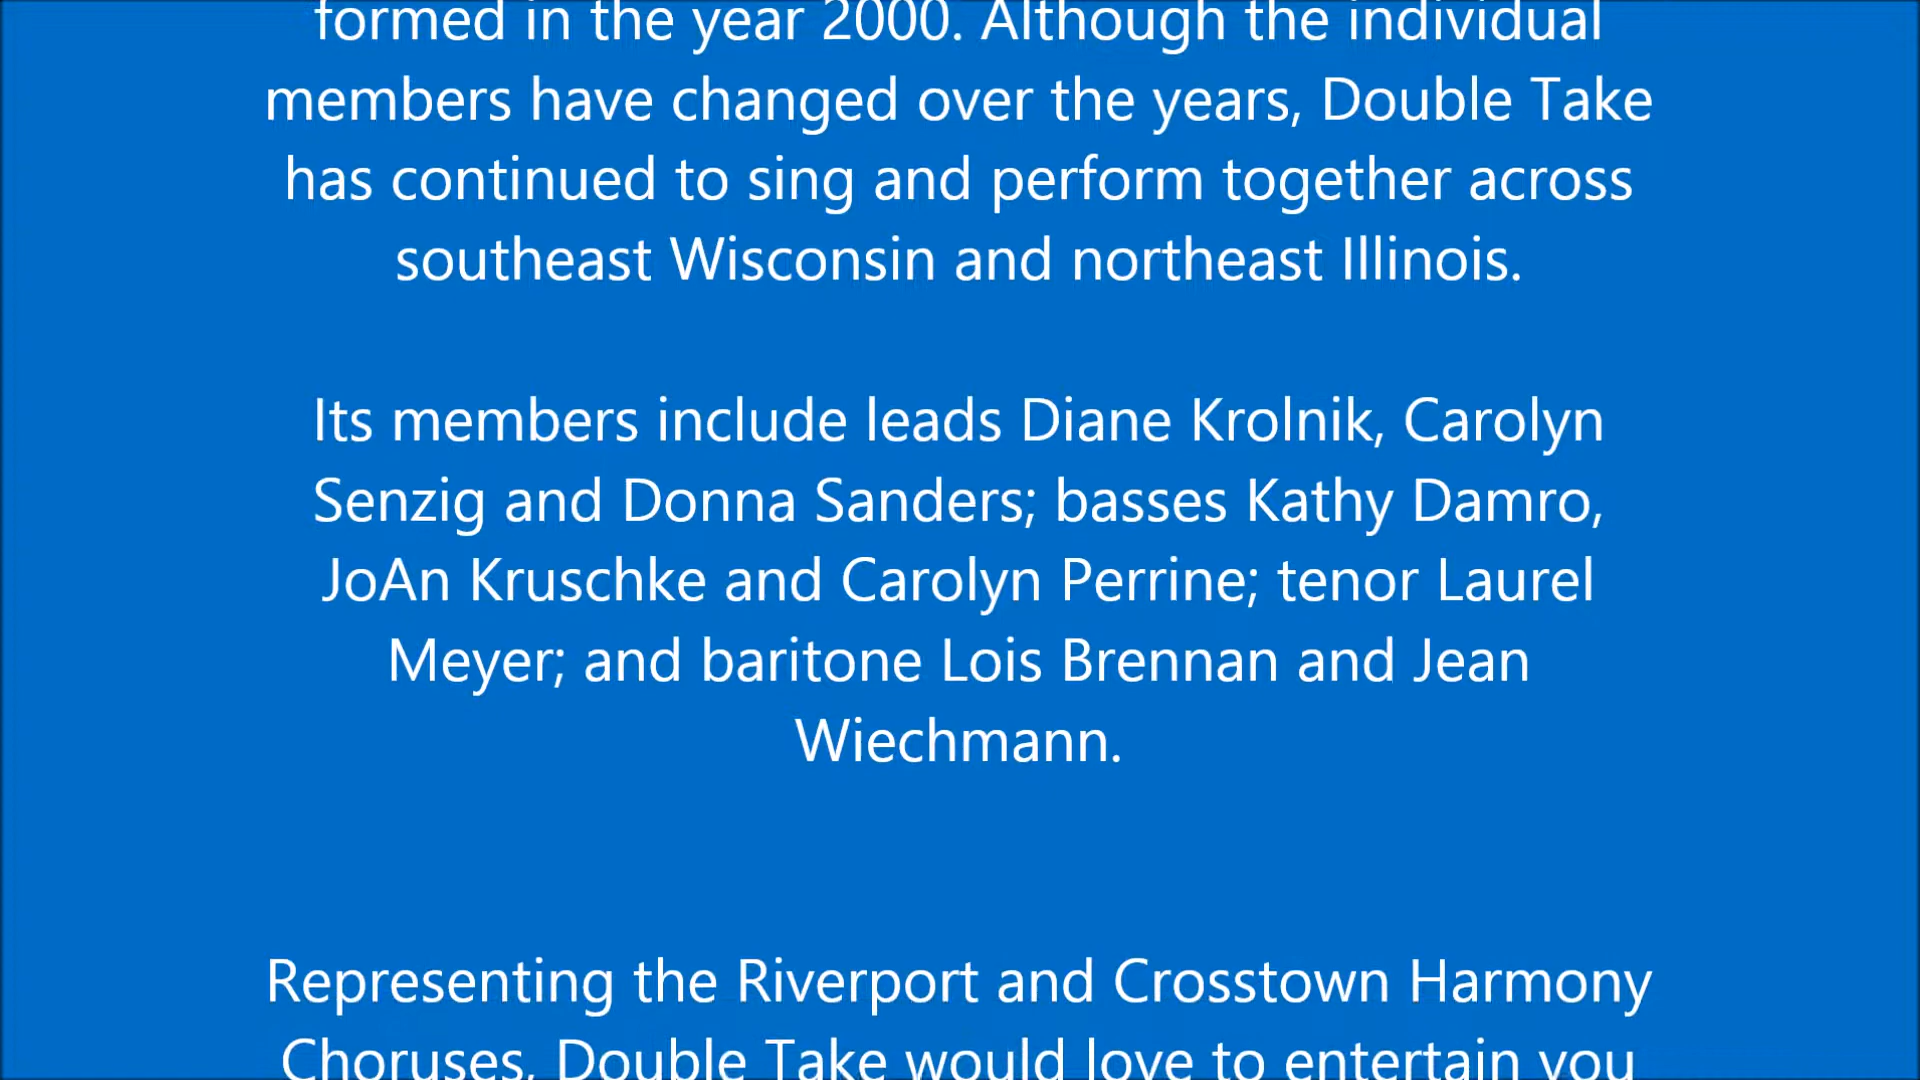 formed in the year 2000. Although the individual
members have changed over the years, Double Take
has continued to sing and perform together across
southeast Wisconsin and northeast Illinois.
Its members include leads Diane Krolnik, Carolyn
Senzig and Donna Sanders; basses Kathy Damro,
JoAn Kruschke and Carolyn Perrine; tenor Laurel
Meyer; and baritone Lois Brennan and Jean
Wiechmann.
Representing the Riverport and Crosstown Harmony
Choruses, Double Take would love to entertain you